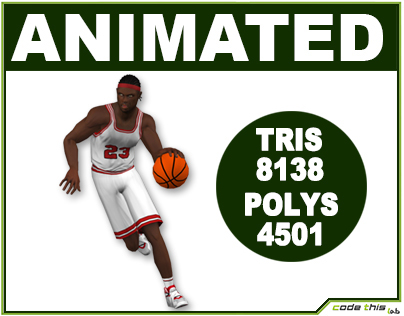 ANIMATED
23
TRIS
8138
POLYS
4501
code this lab